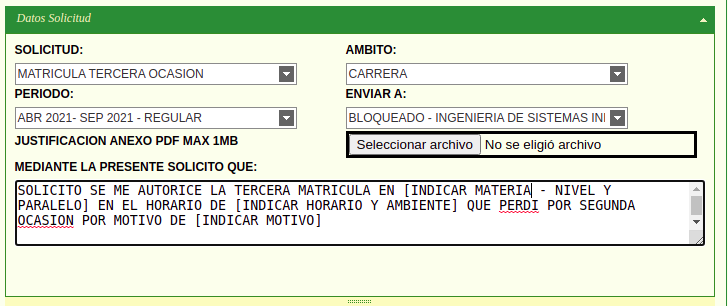 Datos Solicitud
SOLICITUD:
AMBITO:
MATRICULA TERCERA OCASION
CARRERA
PERIODO:
ENVIAR A:
ABR 2021- SEP 2021 - REGULAR
BLOQUEADO - INGENIERIA DE SISTEMAS INI
JUSTIFICACION ANEXO PDF MAX 1MB
Seleccionar archivo No se eligió archivo
MEDIANTE LA PRESENTE SOLICITO QUE:
SOLICITO SE ME AUTORICE LA TERCERA MATRICULA EN [INDICAR MATERIA - NIVEL Y
PARALELO] EN EL HORARIO DE [INDICAR HORARIO Y AMBIENTE] QUE PERDI POR SEGUNDA
OCASION POR MOTIVO DE [INDICAR MOTIVO]